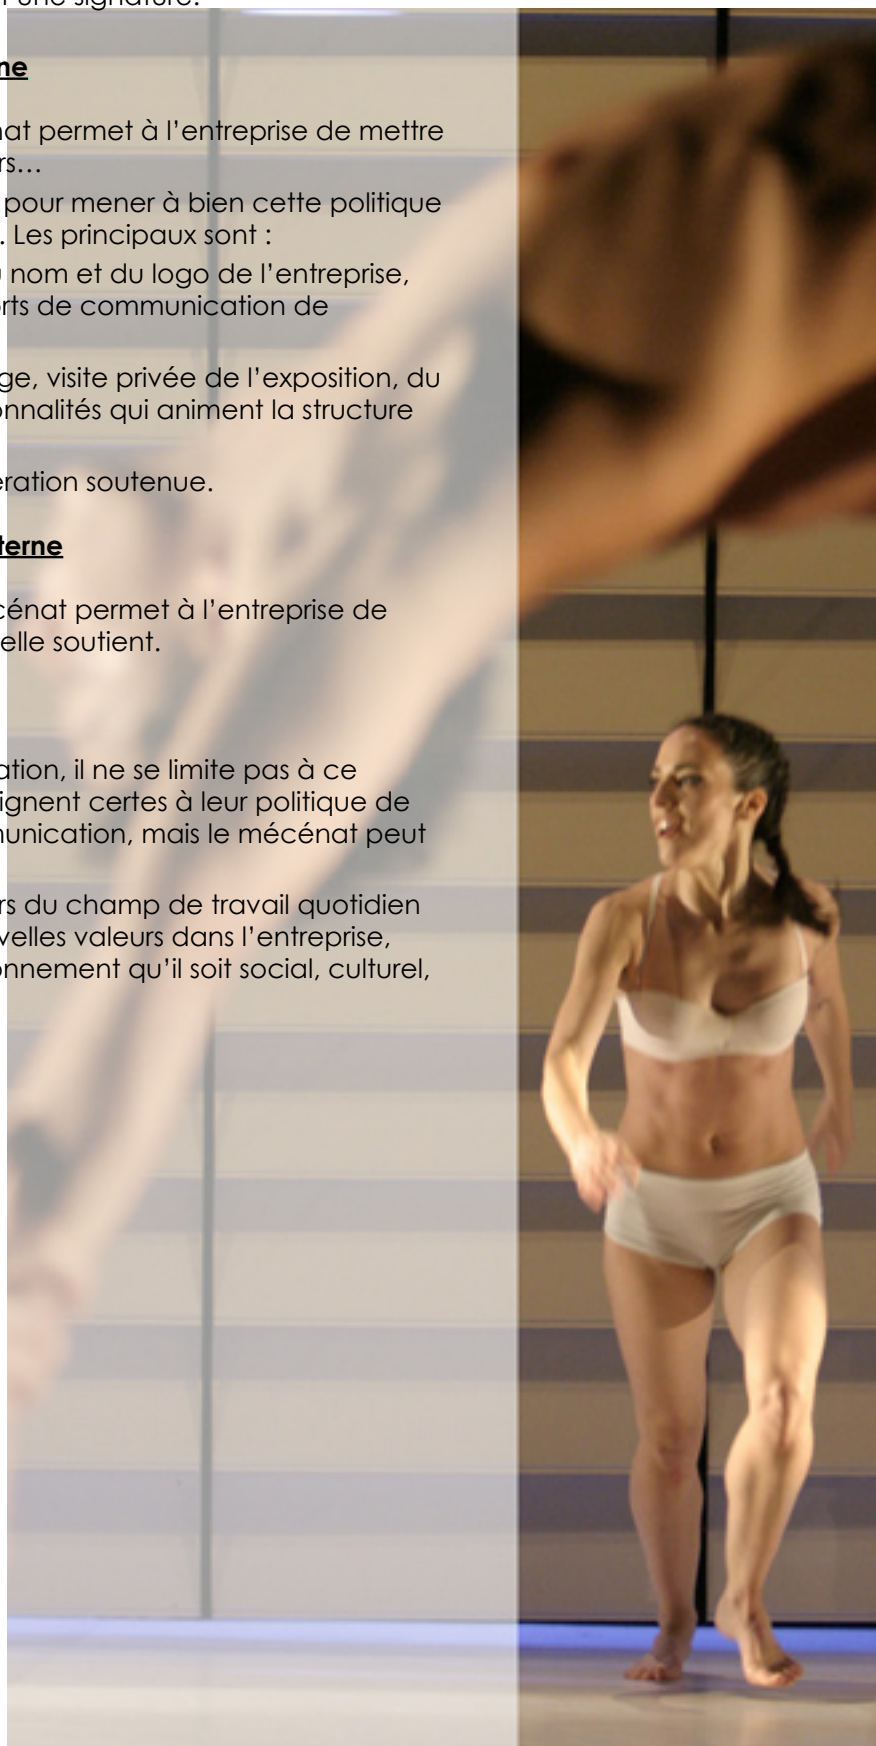 une signature.
ne
nat permet à l’entreprise de mettre
rs…
pour mener à bien cette politique
. Les principaux sont :
nom et du logo de l’entreprise,
rts de communication de
ge, visite privée de l’exposition, du
onnalités qui animent la structure
ération soutenue.
terne
cénat permet à l’entreprise de
elle soutient.
ation, il ne se limite pas à ce
ignent certes à leur politique de
munication, mais le mécénat peut
rs du champ de travail quotidien
velles valeurs dans l’entreprise,
onnement qu’il soit social, culturel,